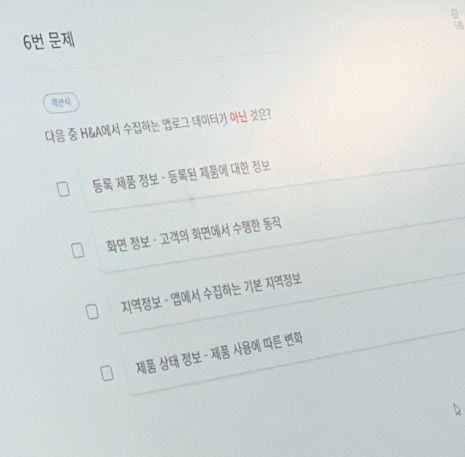 6번 문제
객관식
다음 중 H&A에서 수집하는 앱로그 데이터가 아닌 것은?
등록 제품 정보 - 등록된 제품에 대한 정보
화면 정보 - 고객의 화면에서 수행한 동작
지역정보 - 앱에서 수집하는 기본 지역정보
제품 상태 정보 - 제품 사용에 따른 변화